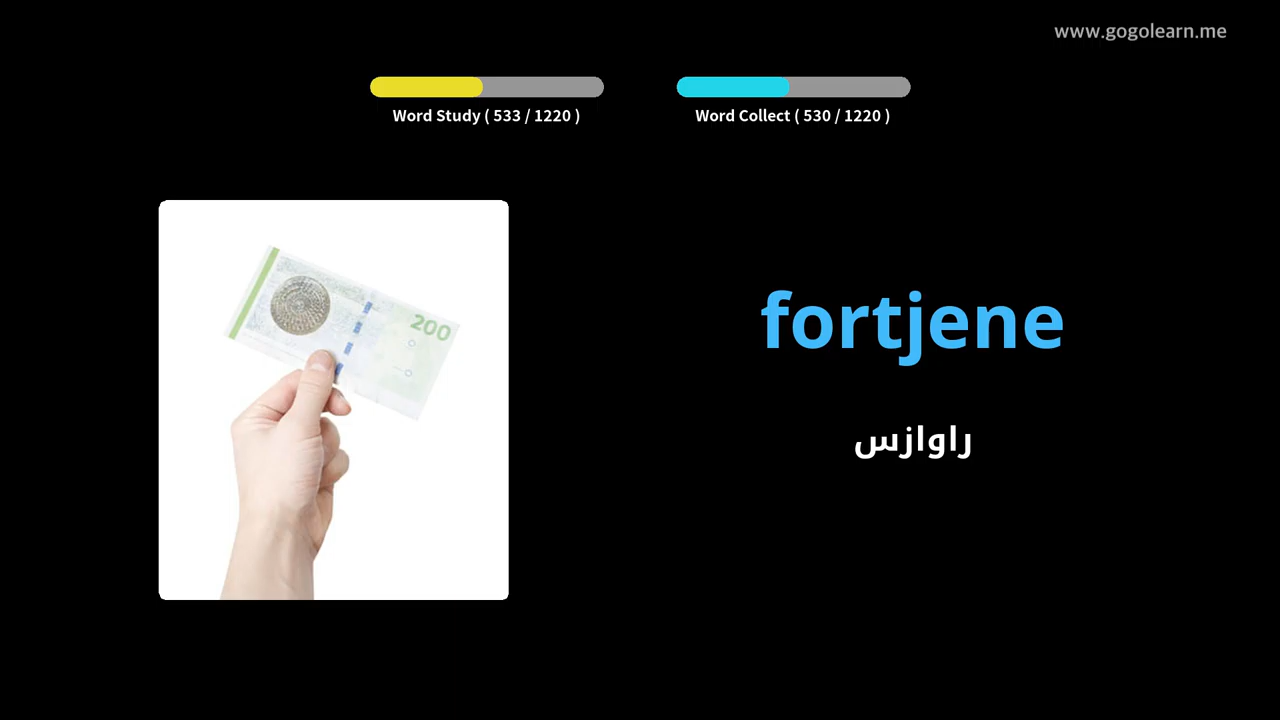 www.gogolearn.me
Word Study ( 533 / 1220 )
Word Collect ( 530 / 1220 )
200
fortjene
راوازس